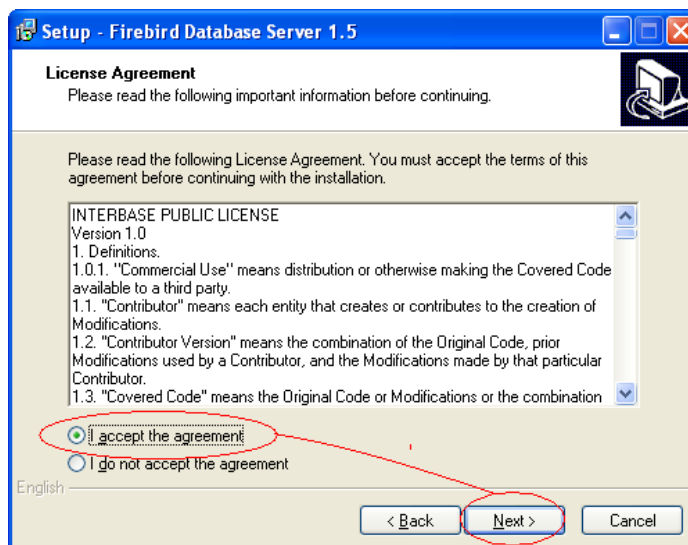 Setup - Firebird Database Server 1.5
License Agreement
Please read the following important information before continuing.
Please read the following License Agreement. You must accept the terms of this
agreement before continuing with the installation.
INTERBASE PUBLIC LICENSE
Version 1.0
1. Definitions.
1.0.1. "Commercial Use" means distribution or otherwise making the Covered Code
available to a third party.
1.1. "Contributor" means each entity that creates or contributes to the creation of
Modifications.
1.2. "Contributor Version" means the combination of the Original Code, prior
Modifications used by a Contributor, and the Modifications made by that particular
Contributor.
1.3. "Covered Code" means the Original Code or Modifications or the combination
I accept the agreement
I do not accept the agreement
English
< Back Next > Cancel